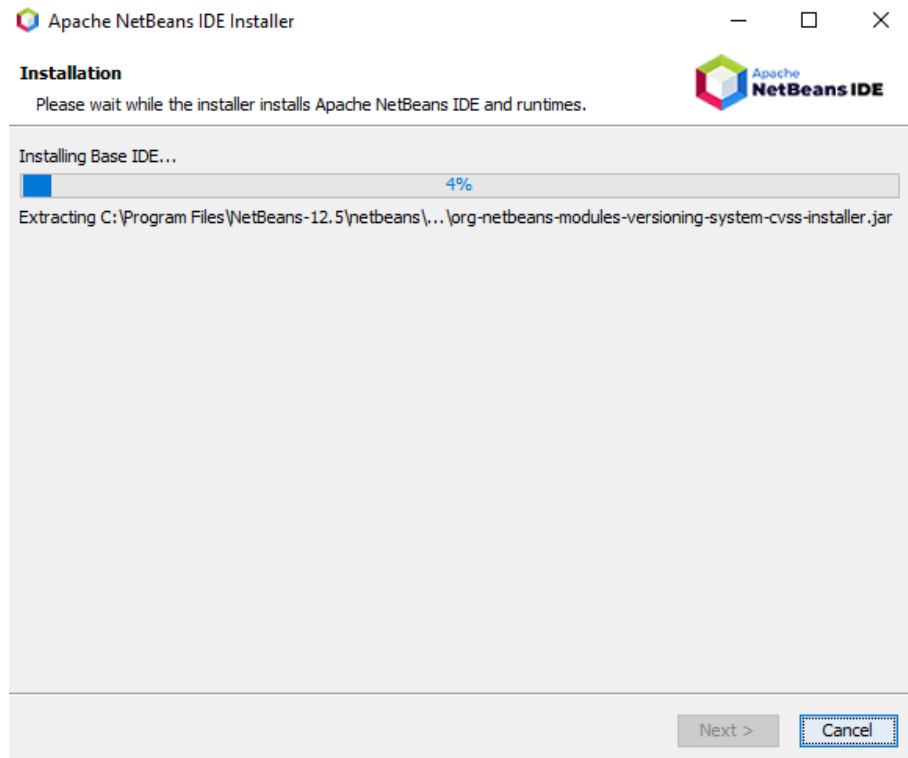 Apache NetBeans IDE Installer
Installation
Please wait while the installer installs Apache NetBeans IDE and runtimes.
Apache
NetBeans IDE
Installing Base IDE...
4%
Extracting C:\Program Files\NetBeans-12.5\netbeans\...\org-netbeans-modules-versioning-system-cvss-installer.jar
Next >
Cancel